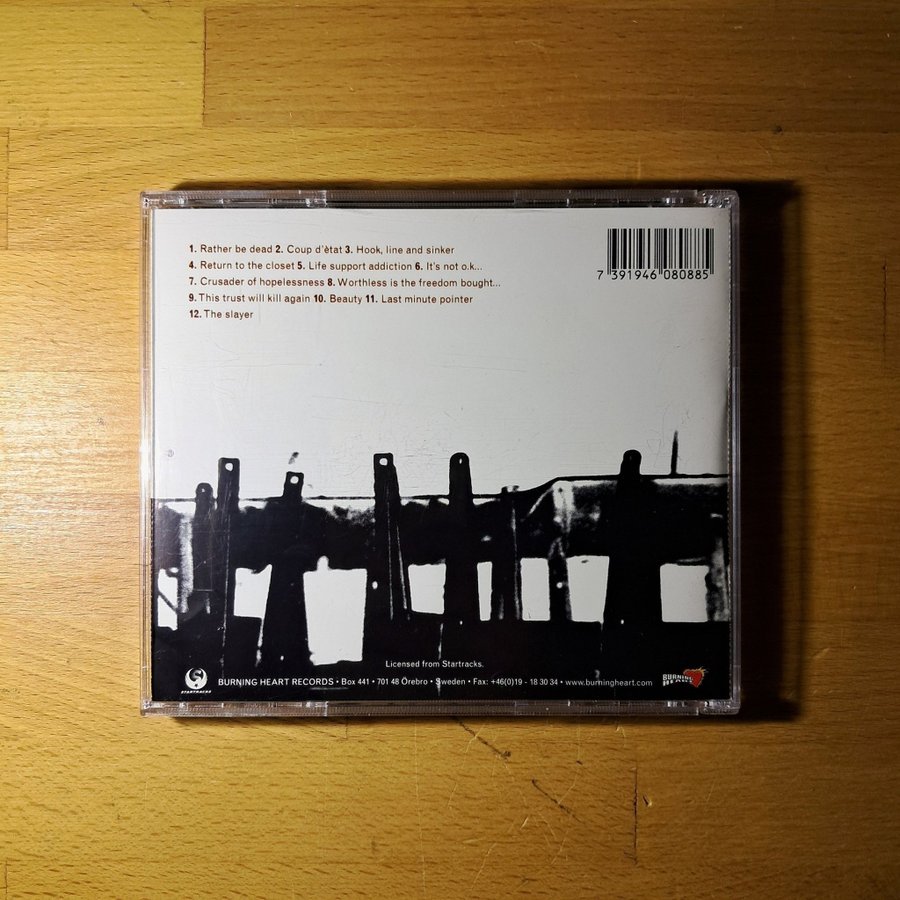 1. Rather be dead 2. Coup d'ètat 3. Hook, line and sinker
4. Return to the closet 5. Life support addiction 6. It's not o.k...
7. Crusader of hopelessness 8. Worthless is the freedom bought...
9. This trust will kill again 10. Beauty 11. Last minute pointer
12. The slayer
7 391946 080885
Licensed from Startracks.
STARTRACKS
BURNING HEART RECORDS • Box 441 • 701 48 Örebro • Sweden • Fax: +46(0)19 - 18 30 34 • www.burningheart.com
BURNING
HEART